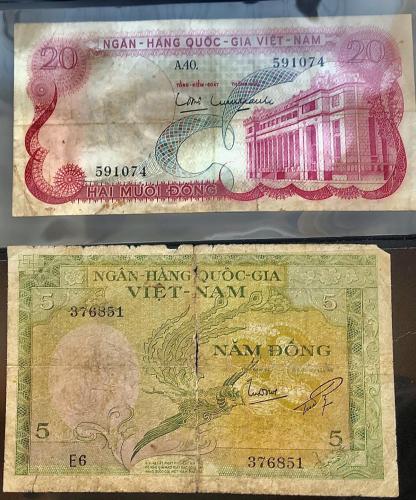 20 NGÂN-HÀNG QUỐC-GIA VIỆT-NAM 20
A.40. 591074
591074
HAI MƯƠI ĐỒNG
NGÂN-HÀNG QUỐC-GIA
VIỆT-NAM
5 5
376851
NĂM ĐỒNG
5 5
E6 376851